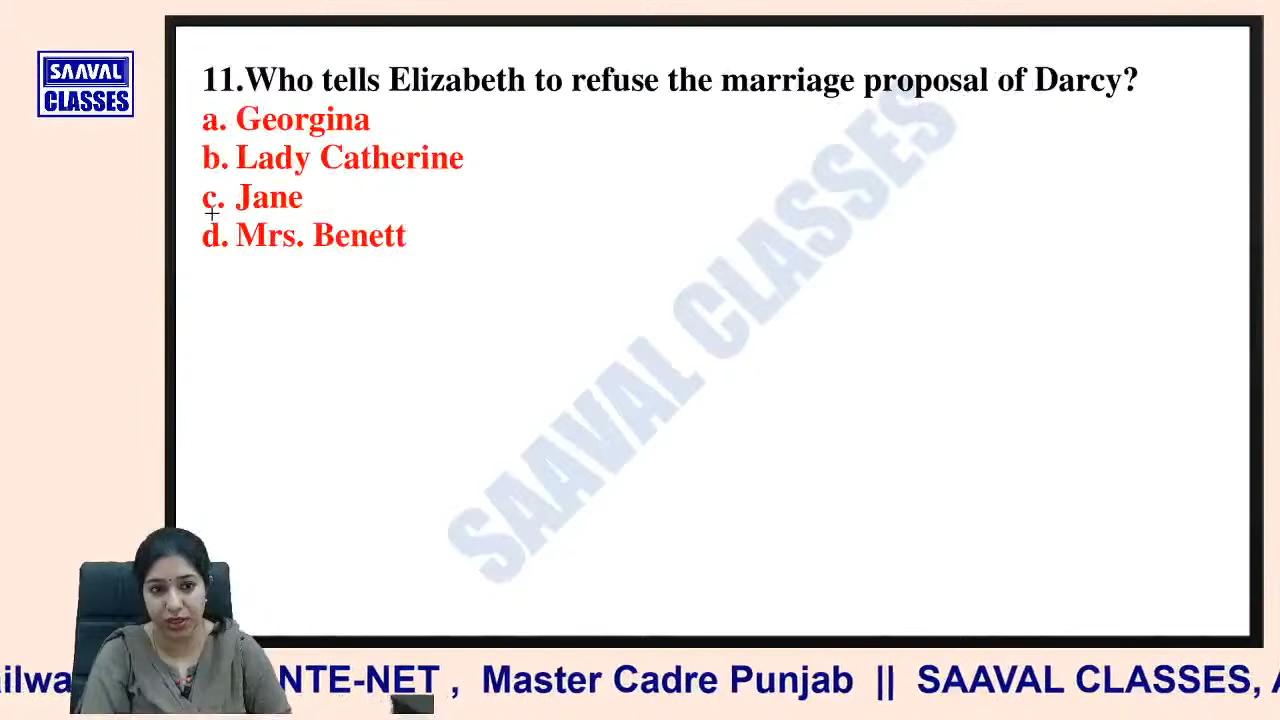 SAAVAL
CLASSES
11.Who tells Elizabeth to refuse the marriage proposal of Darcy?
a. Georgina
b. Lady Catherine
c. Jane
d. Mrs. Benett
SAAVAL CLASSES
ilwa NTE-NET , Master Cadre Punjab || SAAVAL CLASSES, A